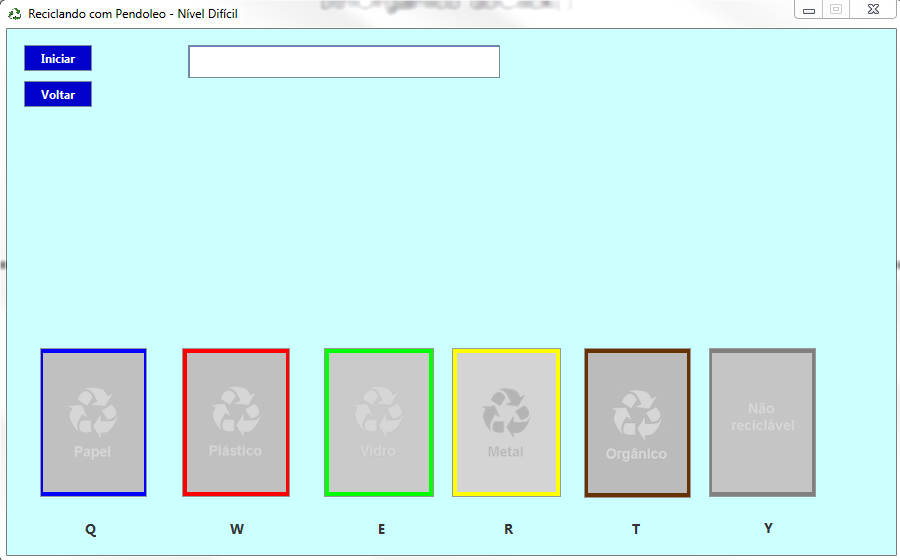 Reciclando com Pendoleo - Nível Difícil
Iniciar
Voltar
Papel
Plástico
Vidro
Metal
Orgânico
Não
reciclável
Q
W
E
R
T
Y